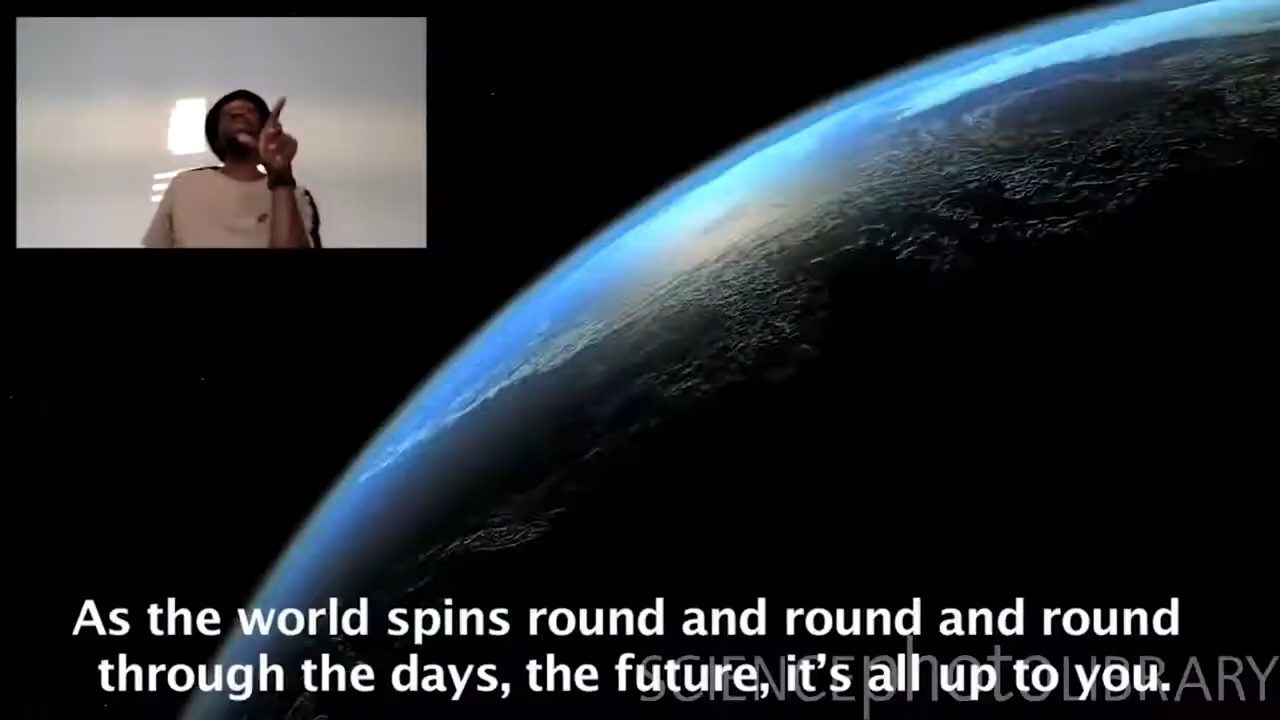 As the world spins round and round and round
through the days, the future, it's all up to you.
SCIENCEphotoLIBRARY